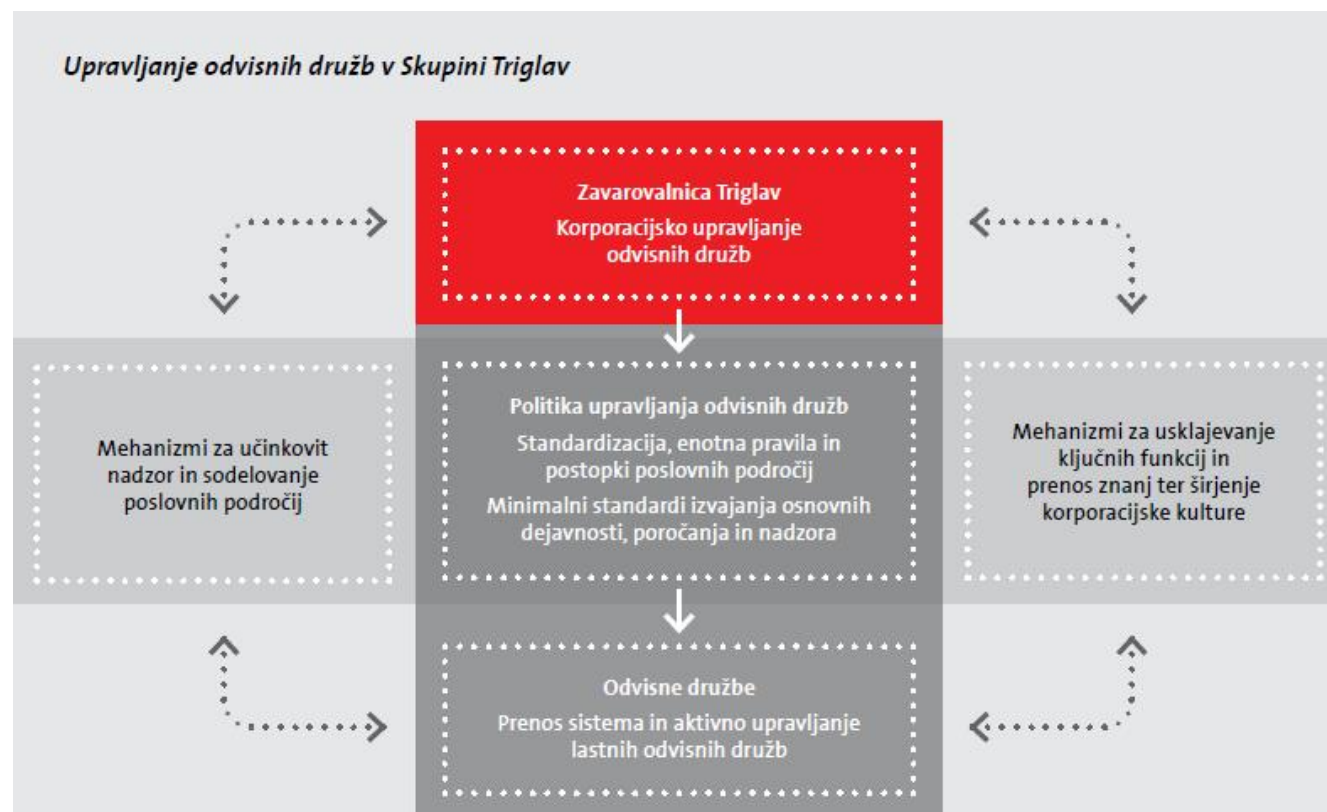 Upravljanje odvisnih družb v Skupini Triglav
Zavarovalnica Triglav
Korporacijsko upravljanje
odvisnih družb
Mehanizmi za učinkovit
nadzor in sodelovanje
poslovnih področij
Politika upravljanja odvisnih družb
Standardizacija, enotna pravila in
postopki poslovnih področij
Minimalni standardi izvajanja osnovnih
dejavnosti, poročanja in nadzora
Mehanizmi za usklajevanje
ključnih funkcij in
prenos znanj ter širjenje
korporacijske kulture
Odvisne družbe
Prenos sistema in aktivno upravljanje
lastnih odvisnih družb